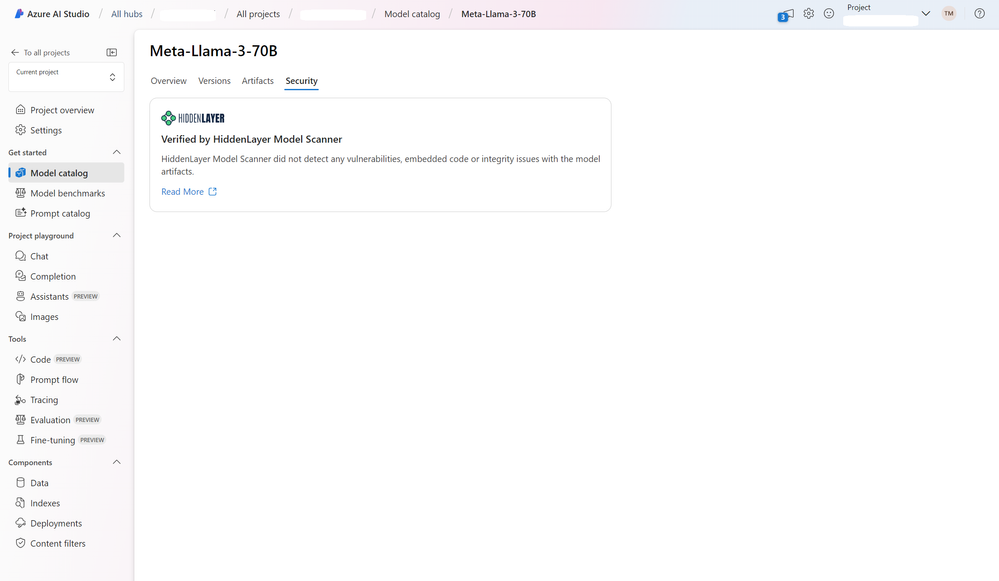 Azure AI Studio / All hubs / / All projects / / Model catalog / Meta-Llama-3-70B
3
Project
TM
To all projects
Current project
Project overview
Settings
Get started
Model catalog
Model benchmarks
Prompt catalog
Project playground
Chat
Completion
Assistants PREVIEW
Images
Tools
Code PREVIEW
Prompt flow
Tracing
Evaluation PREVIEW
Fine-tuning PREVIEW
Components
Data
Indexes
Deployments
Content filters
Meta-Llama-3-70B
Overview Versions Artifacts Security
HIDDENLAYER
Verified by HiddenLayer Model Scanner
HiddenLayer Model Scanner did not detect any vulnerabilities, embedded code or integrity issues with the model
artifacts.
Read More